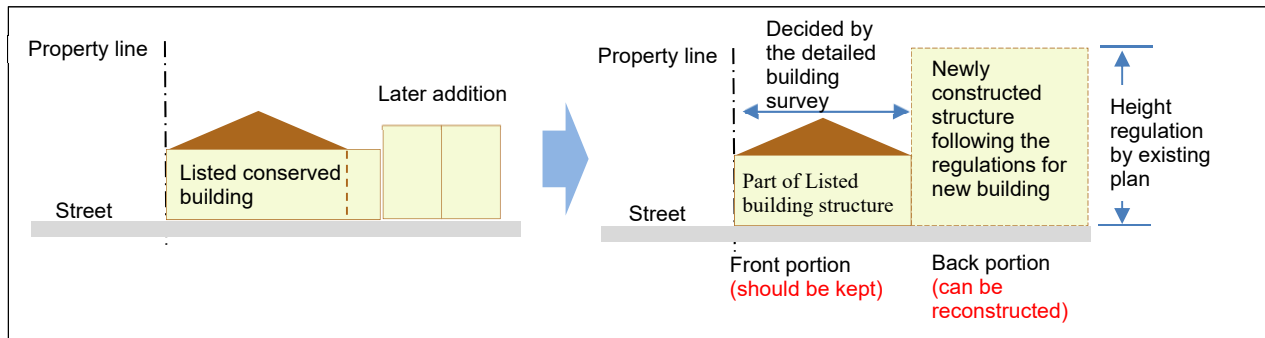 Property line
Later addition
Listed conserved
building
Street
Property line
Decided by
the detailed
building
survey
Newly
constructed
structure
following the
regulations for
new building
Height
regulation
by existing
plan
Part of Listed
building structure
Street
Front portion
(should be kept)
Back portion
(can be
reconstructed)